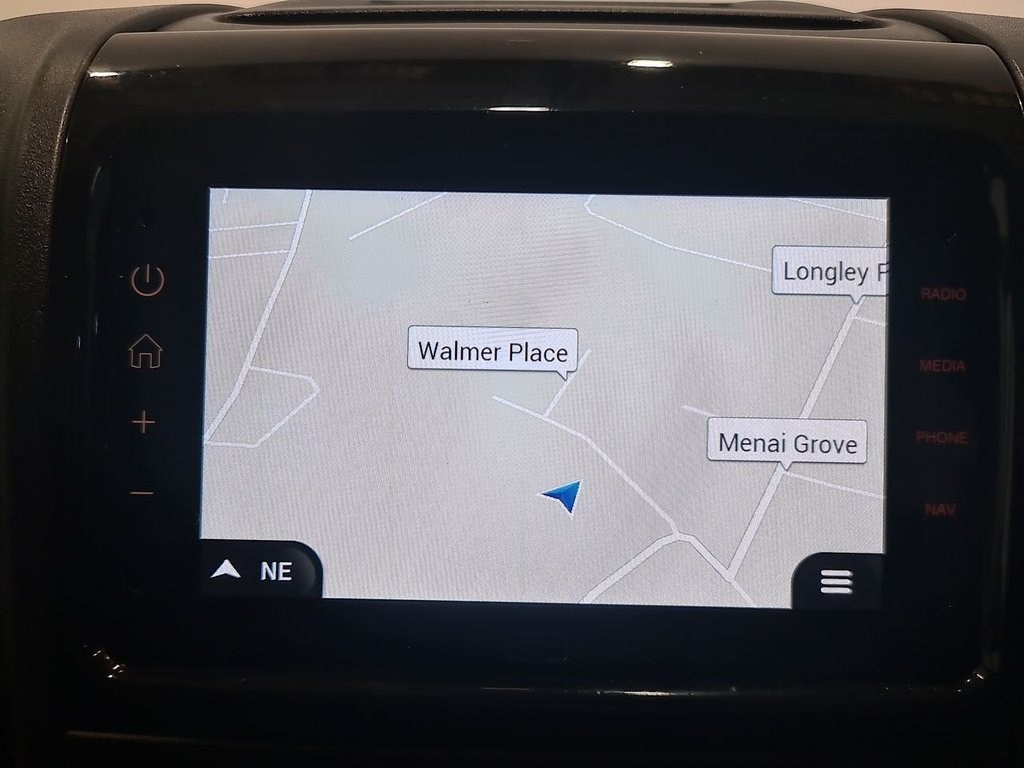 Longley
RADIO
Walmer Place
MEDIA
Menai Grove
PHONE
NAV
NE